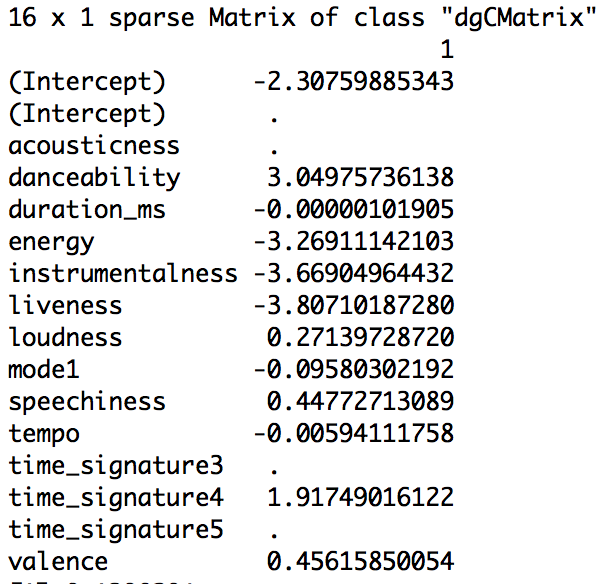 16 x 1 sparse Matrix of class "dgCMatrix"
1
(Intercept) -2.30759885343
(Intercept) .
acousticness .
danceability 3.04975736138
duration_ms -0.00000101905
energy -3.26911142103
instrumentalness -3.66904964432
liveness -3.80710187280
loudness 0.27139728720
mode1 -0.09580302192
speechiness 0.44772713089
tempo -0.00594111758
time_signature3 .
time_signature4 1.91749016122
time_signature5 .
valence 0.45615850054